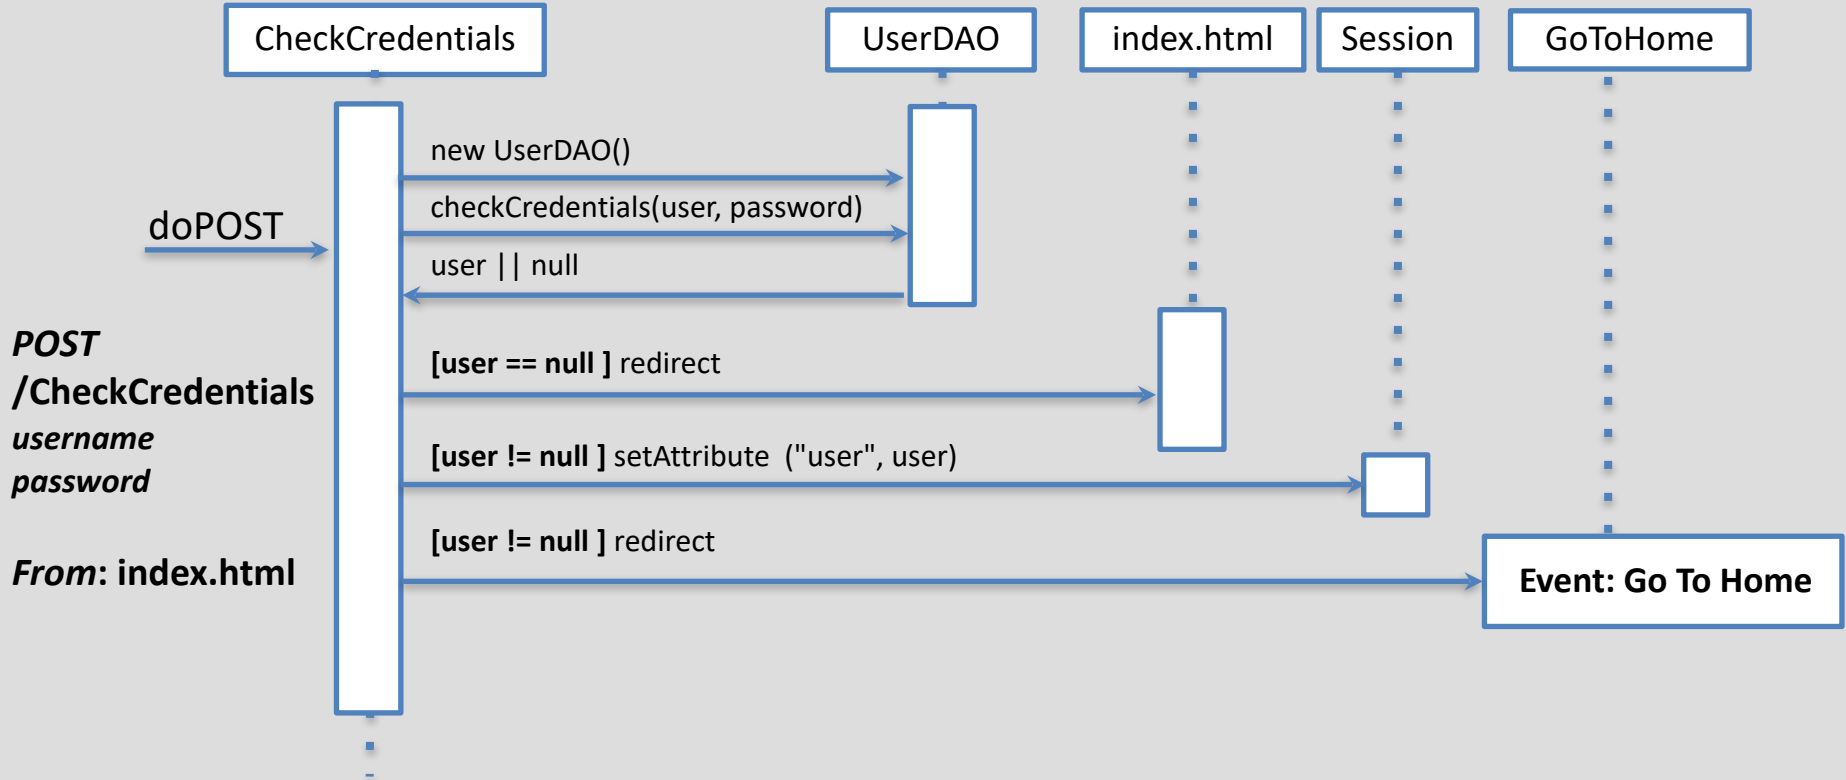 CheckCredentials
UserDAO
index.html
Session
GoToHome
new UserDAO()
checkCredentials(user, password)
doPOST
user || null
POST
/CheckCredentials
username
password
From: index.html
[user == null ] redirect
[user != null ] setAttribute ("user", user)
[user != null ] redirect
Event: Go To Home